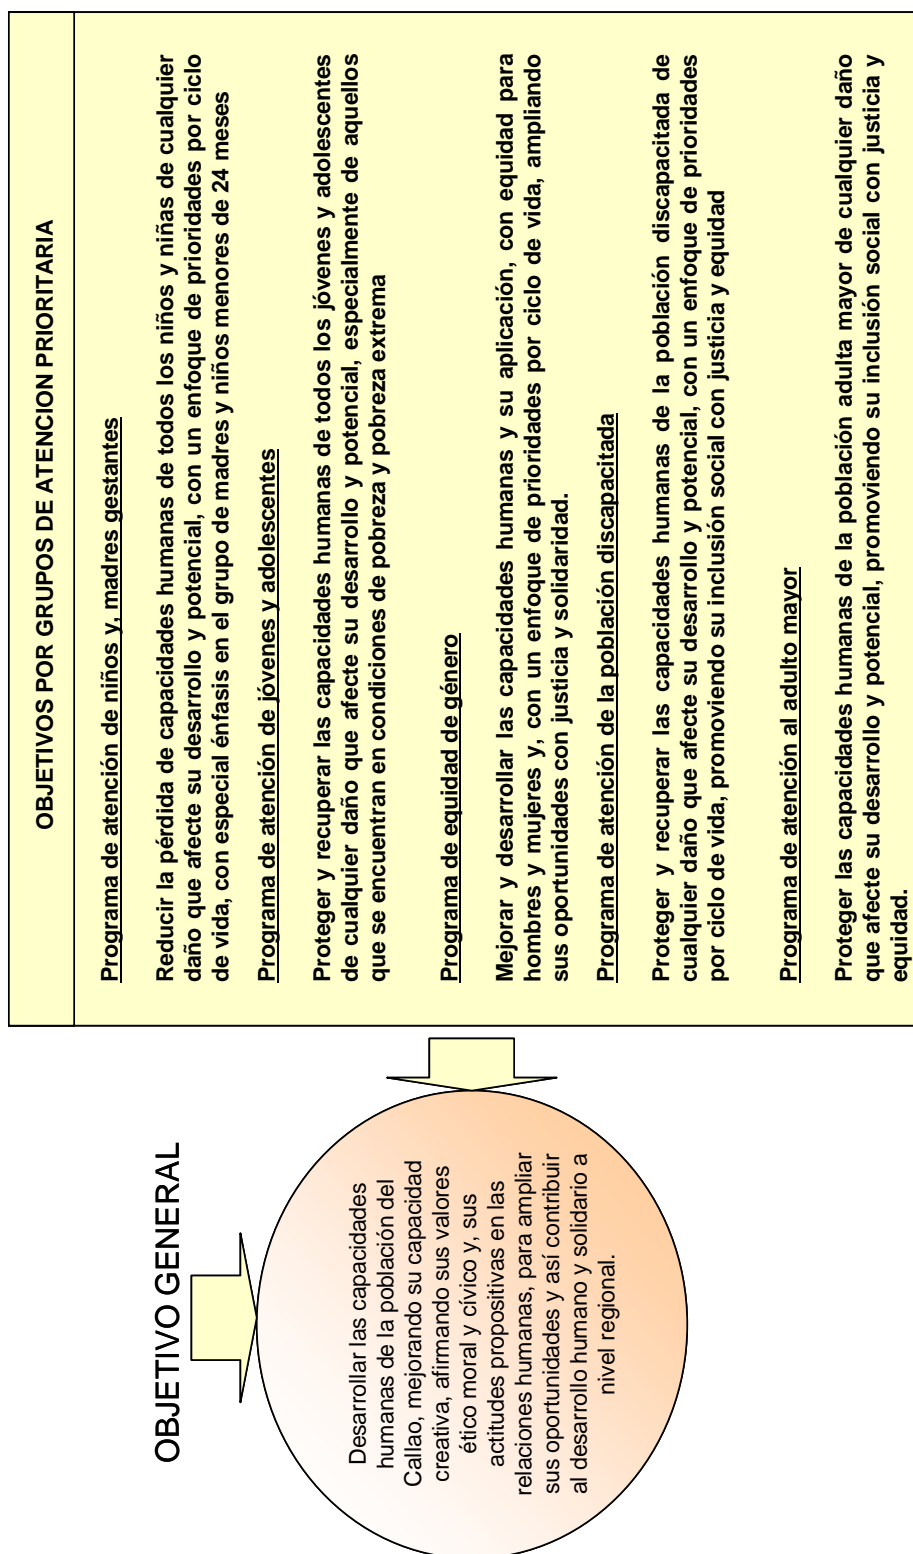 OBJETIVO GENERAL
Desarrollar las capacidades
humanas de la población del
Callao, mejorando su capacidad
creativa, afirmando sus valores
ético moral y cívico y, sus
actitudes propositivas en las
relaciones humanas, para ampliar
sus oportunidades y así contribuir
al desarrollo humano y solidario a
nivel regional.
OBJETIVOS POR GRUPOS DE ATENCION PRIORITARIA
Programa de atención de niños y, madres gestantes
Reducir la pérdida de capacidades humanas de todos los niños y niñas de cualquier
daño que afecte su desarrollo y potencial, con un enfoque de prioridades por ciclo
de vida, con especial énfasis en el grupo de madres y niños menores de 24 meses
Programa de atención de jóvenes y adolescentes
Proteger y recuperar las capacidades humanas de todos los jóvenes y adolescentes
de cualquier daño que afecte su desarrollo y potencial, especialmente de aquellos
que se encuentran en condiciones de pobreza y pobreza extrema
Programa de equidad de género
Mejorar y desarrollar las capacidades humanas y su aplicación, con equidad para
hombres y mujeres y, con un enfoque de prioridades por ciclo de vida, ampliando
sus oportunidades con justicia y solidaridad.
Programa de atención de la población discapacitada
Proteger y recuperar las capacidades humanas de la población discapacitada de
cualquier daño que afecte su desarrollo y potencial, con un enfoque de prioridades
por ciclo de vida, promoviendo su inclusión social con justicia y equidad
Programa de atención al adulto mayor
Proteger las capacidades humanas de la población adulta mayor de cualquier daño
que afecte su desarrollo y potencial, promoviendo su inclusión social con justicia y
equidad.